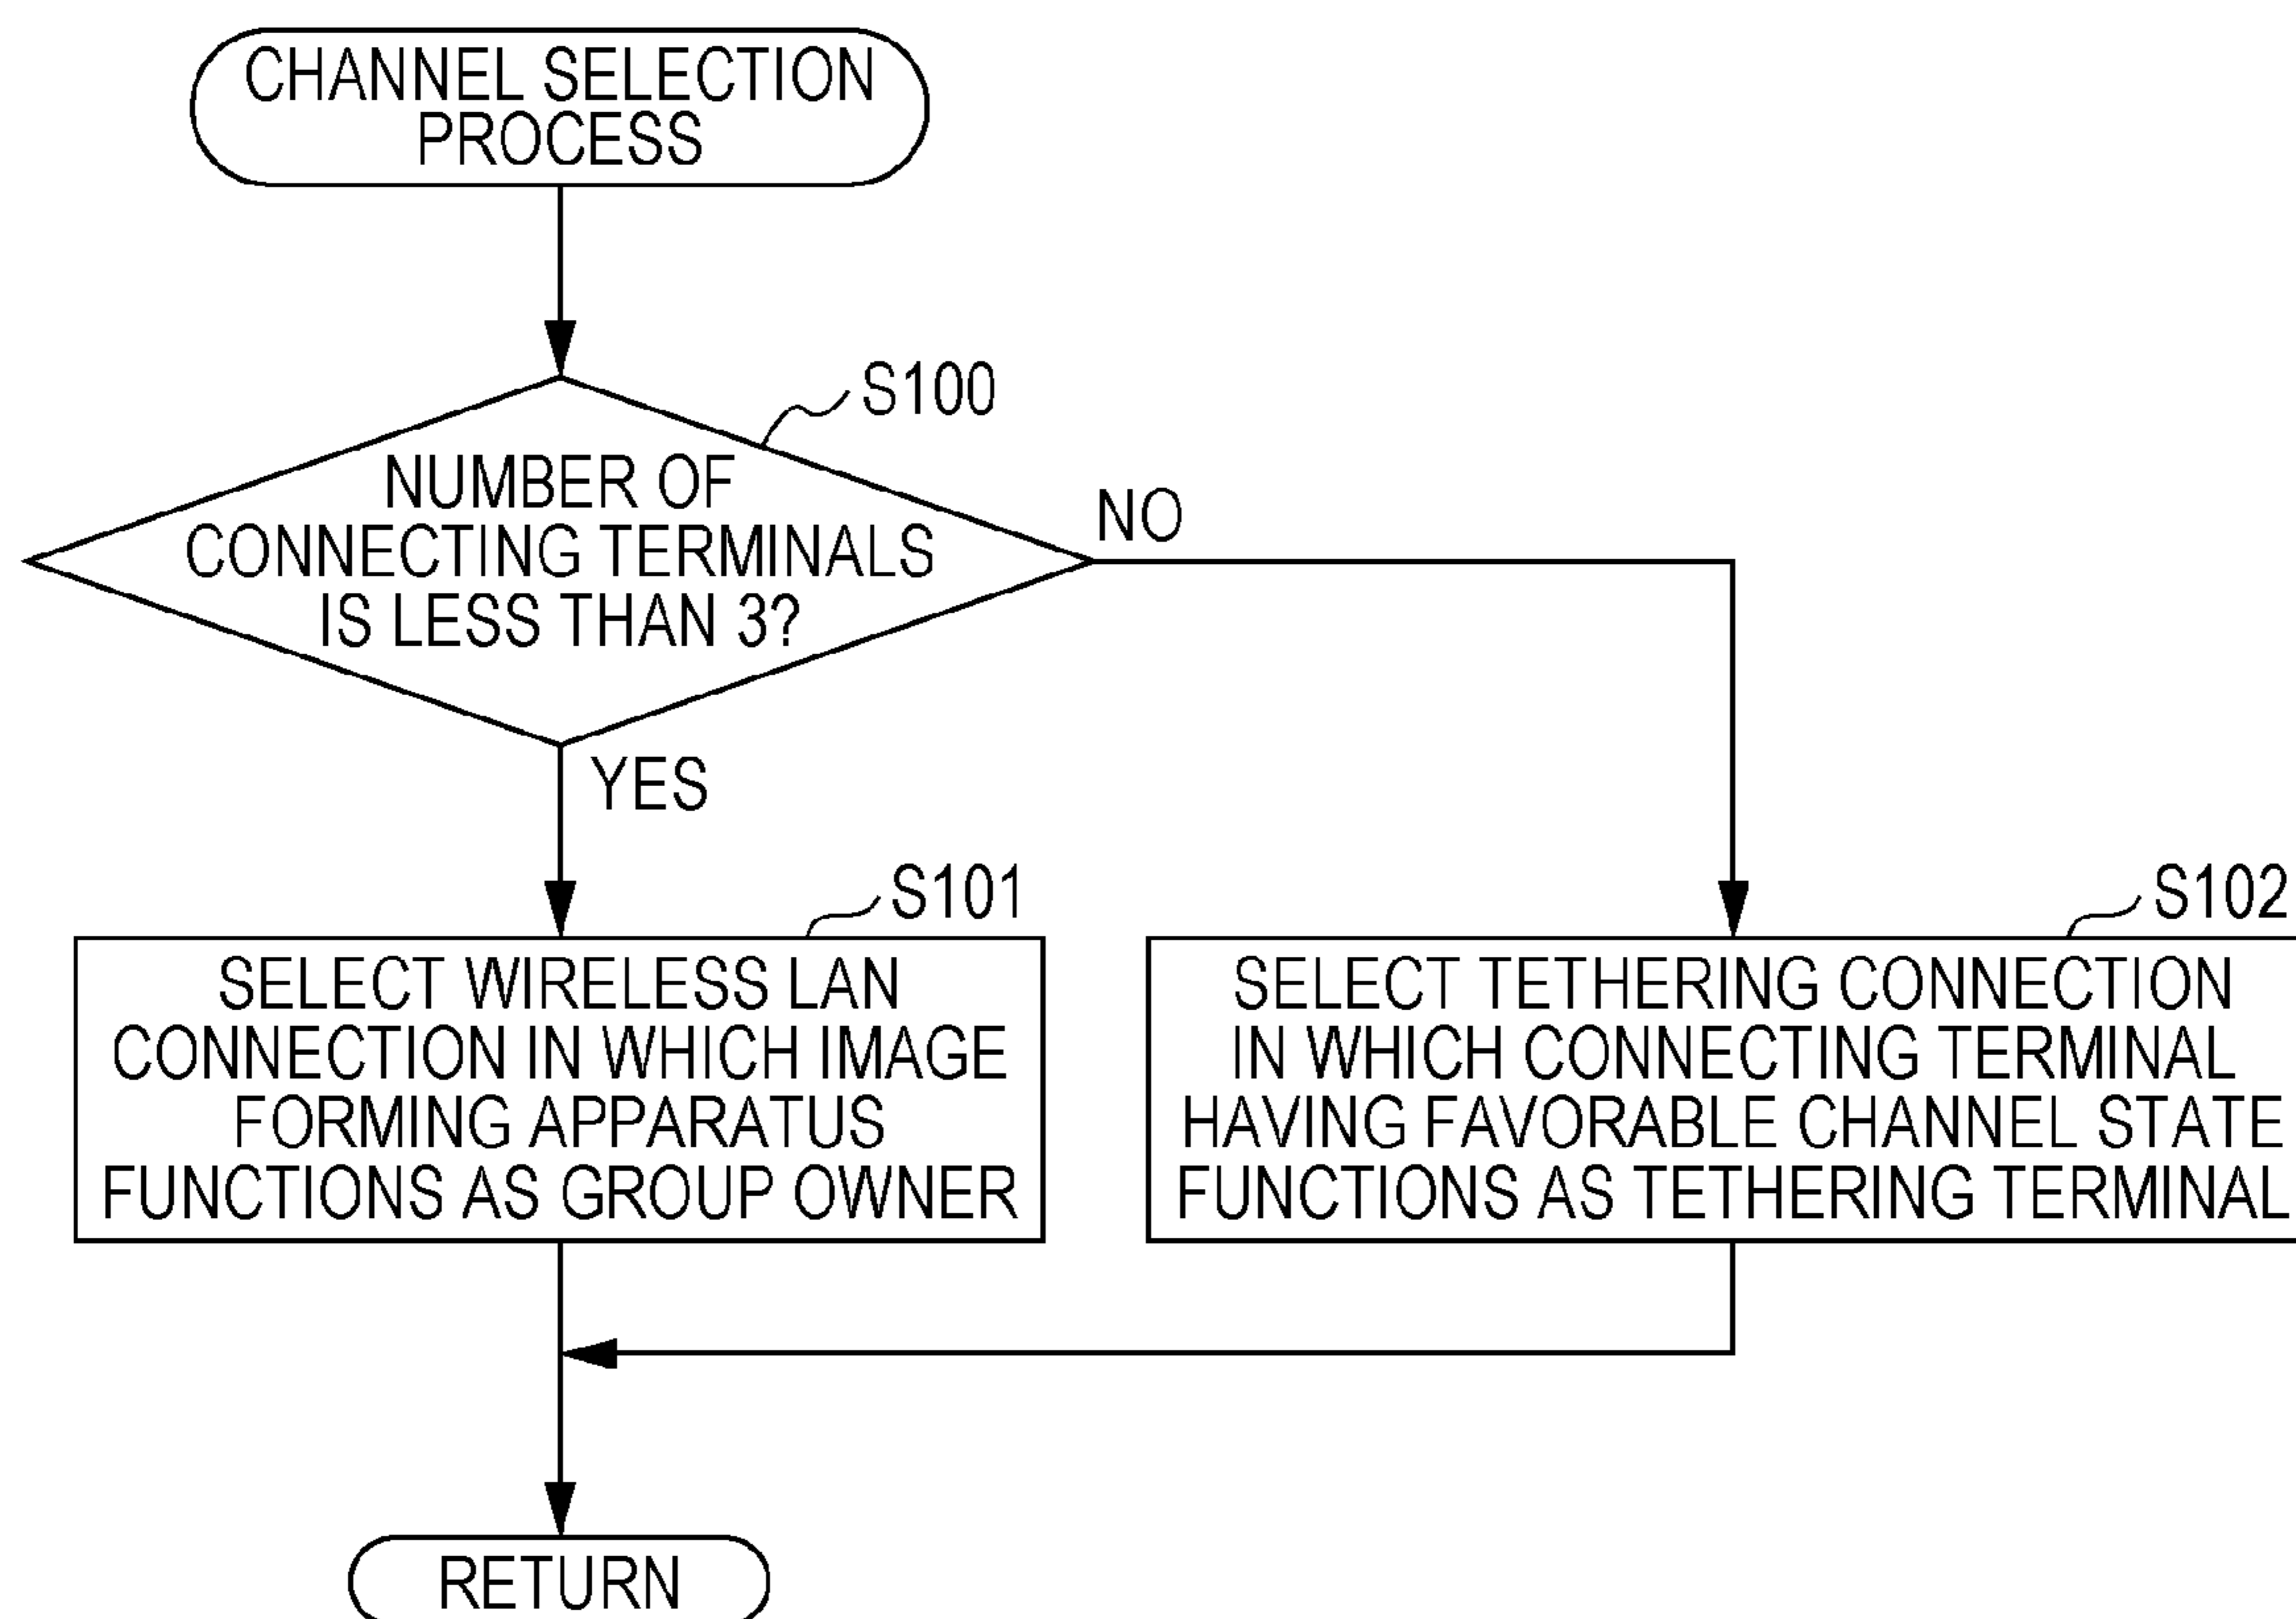 CHANNEL SELECTION
PROCESS
S100
NUMBER OF
CONNECTING TERMINALS
IS LESS THAN 3?
NO
YES
S101
SELECT WIRELESS LAN
CONNECTION IN WHICH IMAGE
FORMING APPARATUS
FUNCTIONS AS GROUP OWNER
S102
SELECT TETHERING CONNECTION
IN WHICH CONNECTING TERMINAL
HAVING FAVORABLE CHANNEL STATE
FUNCTIONS AS TETHERING TERMINAL
RETURN